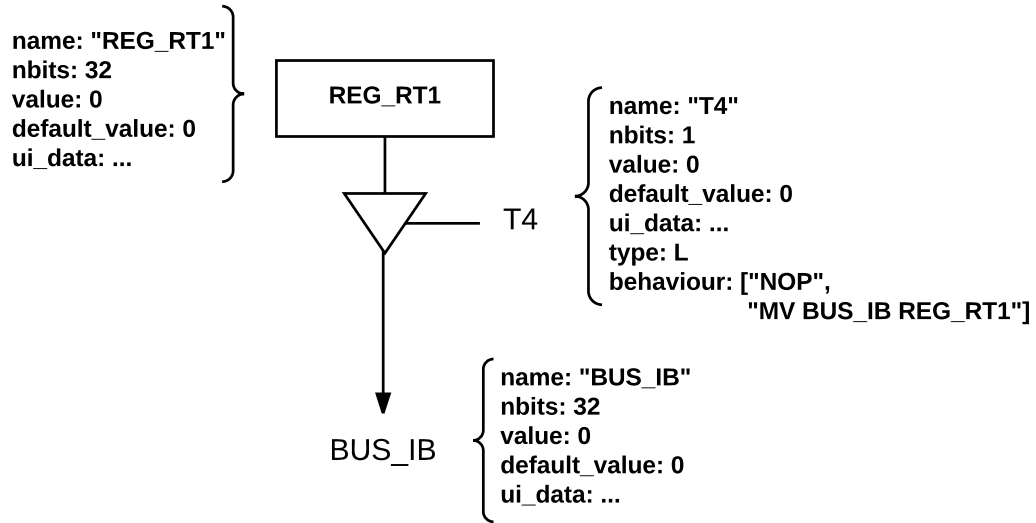 name: "REG_RT1"
nbits: 32
value: 0
default_value: 0
ui_data: ...
REG_RT1
T4
name: "T4"
nbits: 1
value: 0
default_value: 0
ui_data: ...
type: L
behaviour: ["NOP",
"MV BUS_IB REG_RT1"]
BUS_IB
name: "BUS_IB"
nbits: 32
value: 0
default_value: 0
ui_data: ...